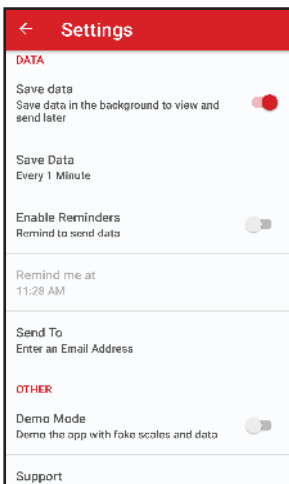 Settings
DATA
Save data
Save data in the background to view and
send later
Save Data
Every 1 Minute
Enable Reminders
Remind to send data
Remind me at
11:28 AM
Send To
Enter an Email Address
OTHER
Demo Mode
Demo the app with fake scales and data
Support